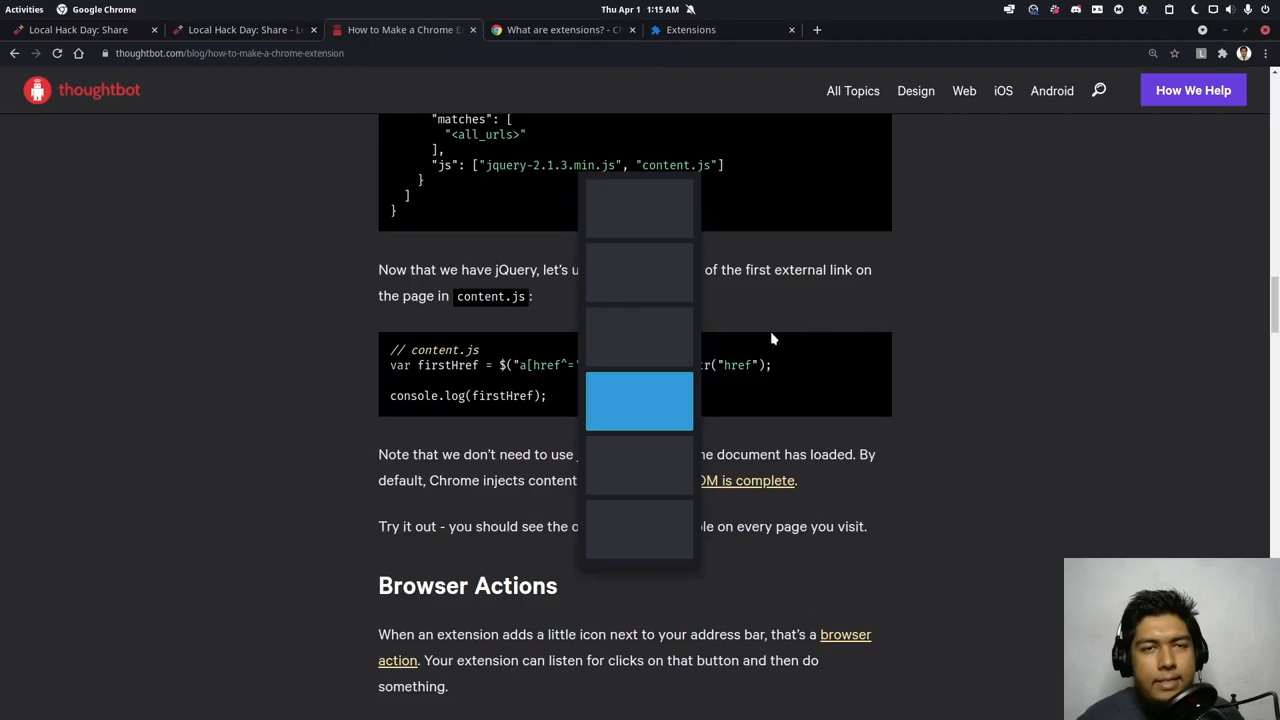 Activities
Google Chrome
Thu Apr 1 1:15 AM
Local Hack Day: Share
Local Hack Day: Share - Le
How to Make a Chrome E
What are extensions? - C
Extensions
thoughtbot.com/blog/how-to-make-a-chrome-extension
thoughtbot
All Topics
Design
Web
iOS
Android
How We Help
"matches": [
"<all_urls>"
],
"js": ["jquery-2.1.3.min.js", "content.js"]
}
]
}
Now that we have jQuery, let's u of the first external link on
the page in content.js:
// content.js
var firstHref = $("a[href^=' tr("href");
console.log(firstHref);
Note that we don't need to use ne document has loaded. By
default, Chrome injects content OM is complete.
Try it out - you should see the o le on every page you visit.
Browser Actions
When an extension adds a little icon next to your address bar, that's a browser
action. Your extension can listen for clicks on that button and then do
something.